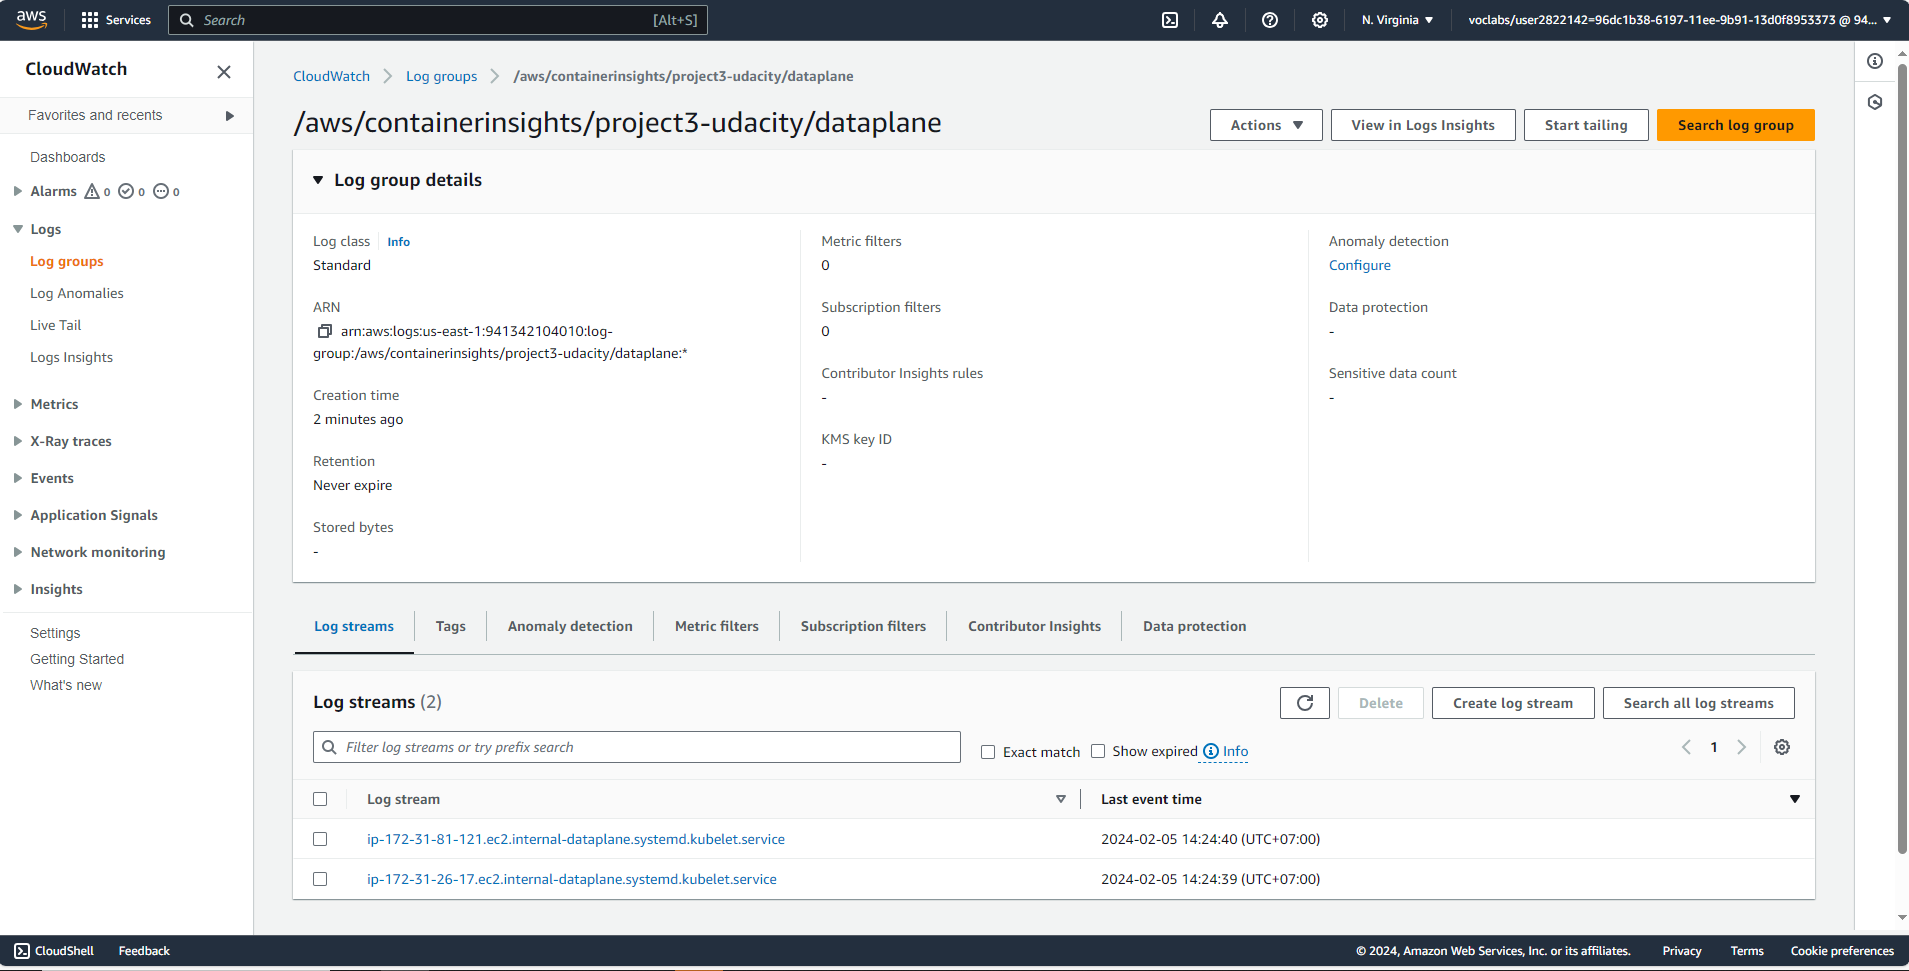 aws
Services
Search
[Alt+S]
N. Virginia
voclabs/user2822142=96dc1b38-6197-11ee-9b91-13d0f8953373 @ 94...
CloudWatch
Favorites and recents
Dashboards
Alarms 0 0 0
Logs
Log groups
Log Anomalies
Live Tail
Logs Insights
Metrics
X-Ray traces
Events
Application Signals
Network monitoring
Insights
Settings
Getting Started
What's new
CloudWatch
Log groups
/aws/containerinsights/project3-udacity/dataplane
/aws/containerinsights/project3-udacity/dataplane
Actions
View in Logs Insights
Start tailing
Search log group
Log group details
Log class
Info
Standard
ARN
arn:aws:logs:us-east-1:941342104010:log-
group:/aws/containerinsights/project3-udacity/dataplane:*
Creation time
2 minutes ago
Retention
Never expire
Stored bytes
-
Metric filters
0
Subscription filters
0
Contributor Insights rules
-
KMS key ID
-
Anomaly detection
Configure
Data protection
-
Sensitive data count
-
Log streams
Tags
Anomaly detection
Metric filters
Subscription filters
Contributor Insights
Data protection
Log streams (2)
Delete
Create log stream
Search all log streams
Filter log streams or try prefix search
Exact match
Show expired
Info
1
Log stream
Last event time
ip-172-31-81-121.ec2.internal-dataplane.systemd.kubelet.service
2024-02-05 14:24:40 (UTC+07:00)
ip-172-31-26-17.ec2.internal-dataplane.systemd.kubelet.service
2024-02-05 14:24:39 (UTC+07:00)
CloudShell
Feedback
© 2024, Amazon Web Services, Inc. or its affiliates.
Privacy
Terms
Cookie preferences